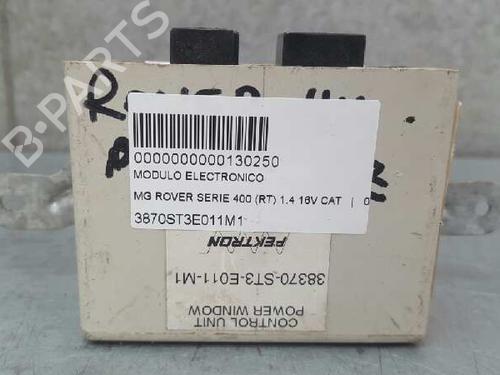 B-PARTS
ROVER
0000000000130250
MODULO ELECTRONICO
MG ROVER SERIE 400 (RT) 1.4 16V CAT | 0
3870ST3E011M1
PEKTRON
38370-ST3-E011-M1
CONTROL UNIT
POWER WINDOW